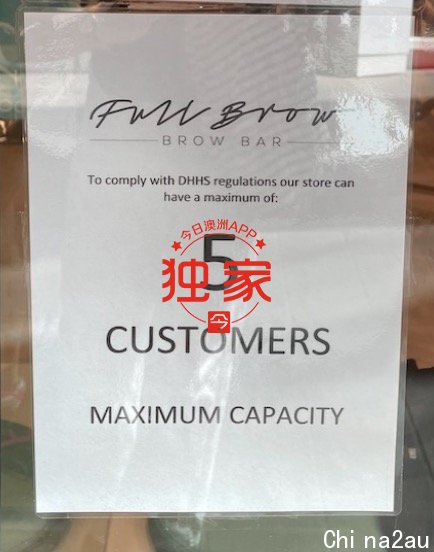 Full Brow
BROW BAR
To comply with DHHS regulations our store can
have a maximum of:
今日澳洲APP
5
独家
今
CUSTOMERS
MAXIMUM CAPACITY
Chi na2au